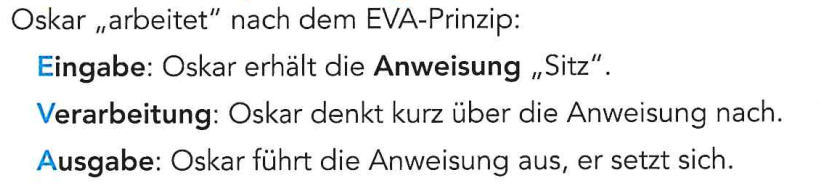 Oskar „arbeitet“ nach dem EVA-Prinzip:
Eingabe: Oskar erhält die Anweisung „Sitz“.
Verarbeitung: Oskar denkt kurz über die Anweisung nach.
Ausgabe: Oskar führt die Anweisung aus, er setzt sich.